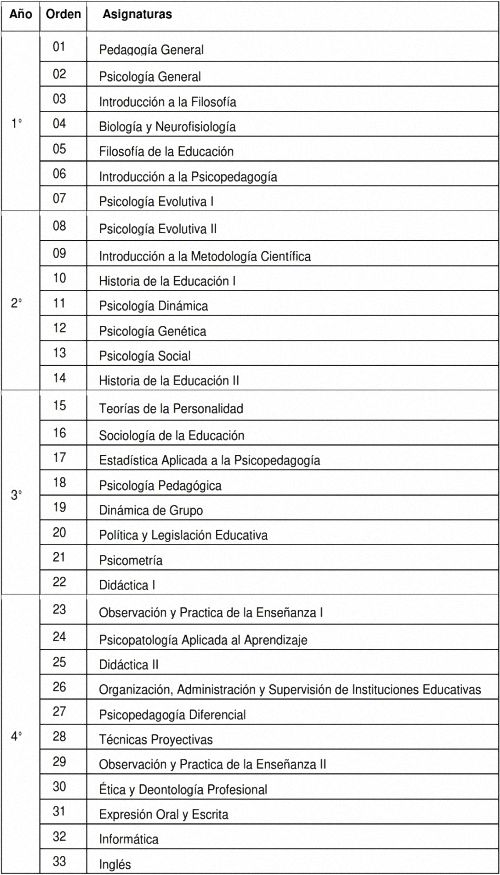 Año Orden Asignaturas
01 Pedagogía General
02 Psicología General
03 Introducción a la Filosofía
1° 04 Biología y Neurofisiología
05 Filosofía de la Educación
06 Introducción a la Psicopedagogía
07 Psicología Evolutiva I
08 Psicología Evolutiva II
09 Introducción a la Metodología Científica
10 Historia de la Educación I
2° 11 Psicología Dinámica
12 Psicología Genética
13 Psicología Social
14 Historia de la Educación II
15 Teorías de la Personalidad
16 Sociología de la Educación
17 Estadística Aplicada a la Psicopedagogía
3° 18 Psicología Pedagógica
19 Dinámica de Grupo
20 Política y Legislación Educativa
21 Psicometría
22 Didáctica I
23 Observación y Practica de la Enseñanza I
24 Psicopatología Aplicada al Aprendizaje
25 Didáctica II
26 Organización, Administración y Supervisión de Instituciones Educativas
27 Psicopedagogía Diferencial
4° 28 Técnicas Proyectivas
29 Observación y Practica de la Enseñanza II
30 Ética y Deontología Profesional
31 Expresión Oral y Escrita
32 Informática
33 Inglés